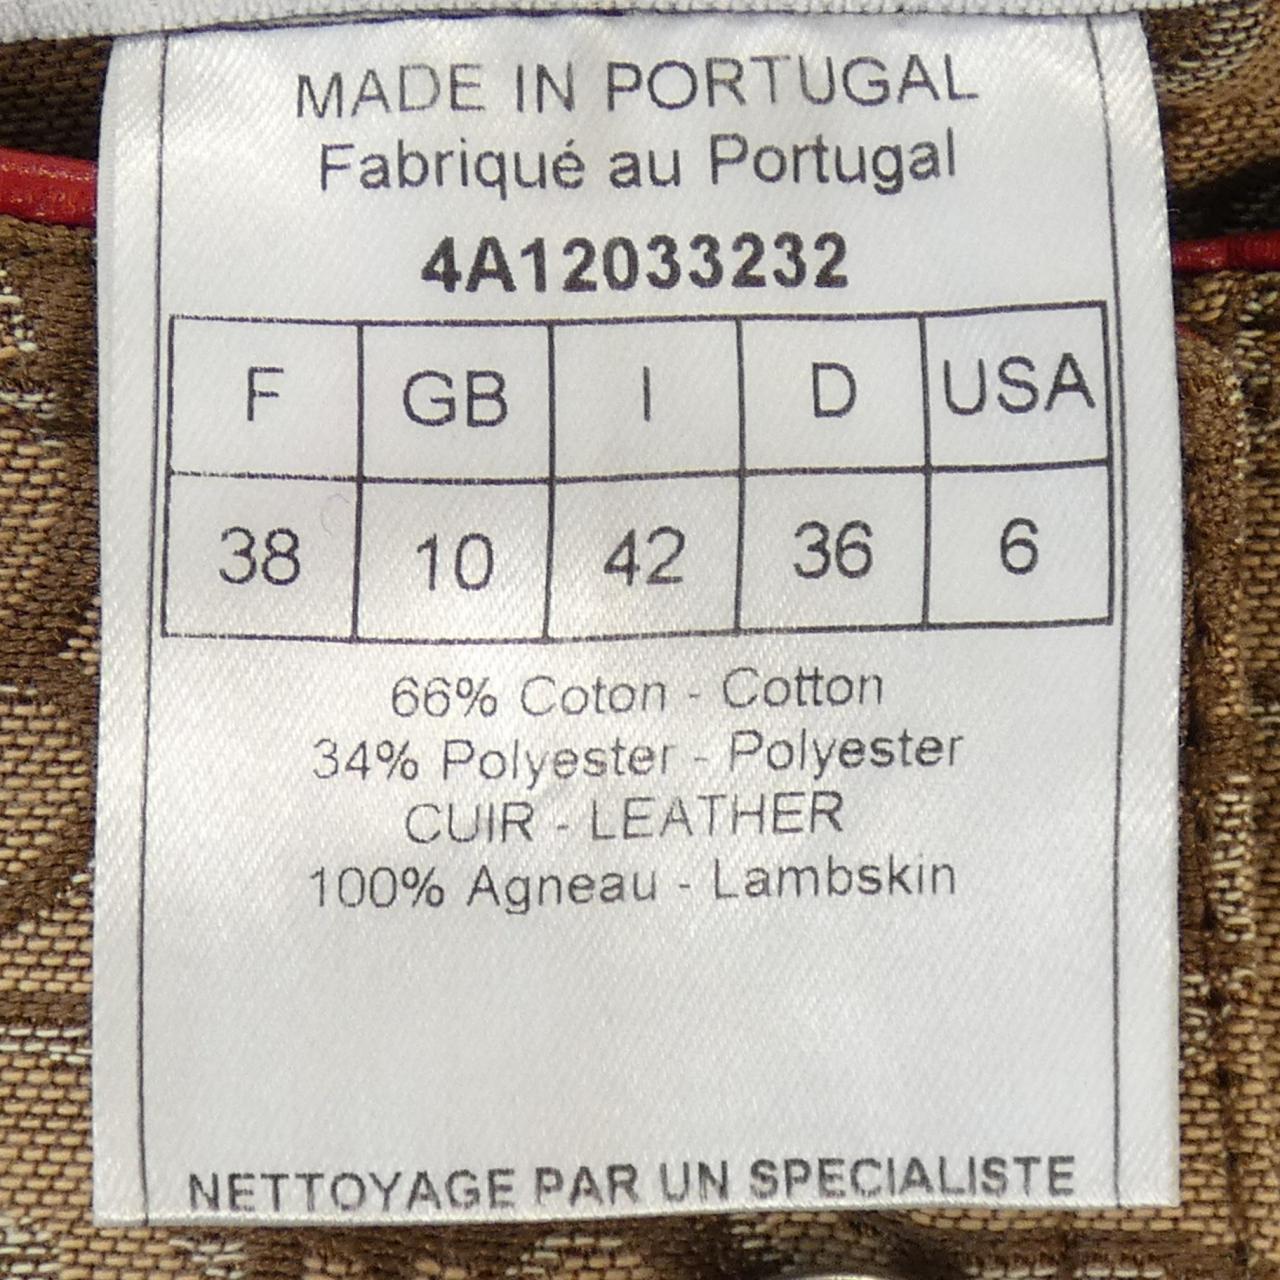 MADE IN PORTUGAL
Fabriqué au Portugal
4A12033232
F GB I D USA
38 10 42 36 6
66% Coton - Cotton
34% Polyester - Polyester
CUIR - LEATHER
100% Agneau - Lambskin
NETTOYAGE PAR UN SPECIALISTE